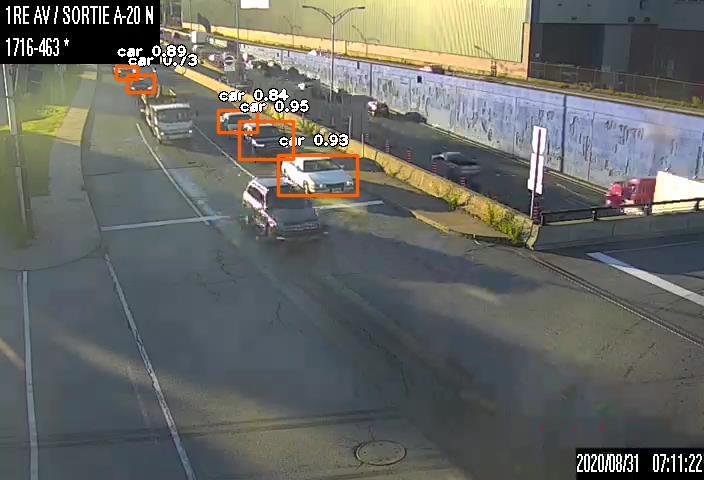 1RE AV / SORTIE A-20 N
1716-463 *
car 0.89
car 0.73
car 0.84
car 0.95
car 0.93
2020/08/31 07:11:22